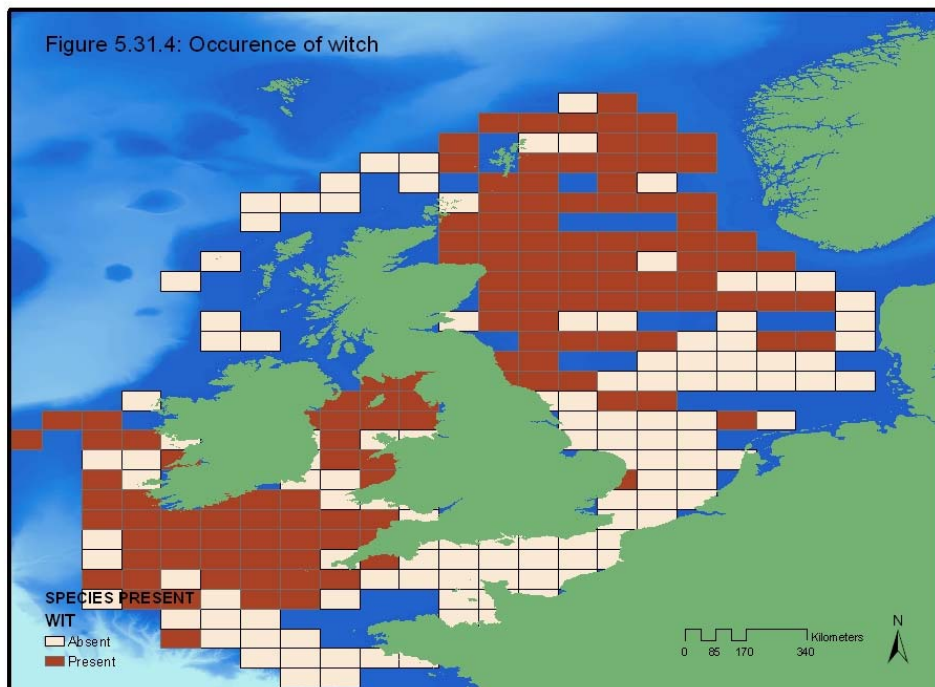 Figure 5.31.4: Occurence of witch
SPECIES PRESENT
WIT
Absent
Present
N
Kilometers
0 85 170 340